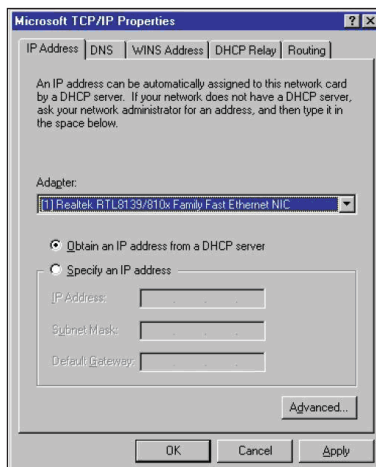 Microsoft TCP/IP Properties
IP Address DNS WINS Address DHCP Relay Routing
An IP address can be automatically assigned to this network card
by a DHCP server. If your network does not have a DHCP server,
ask your network administrator for an address, and then type it in
the space below.
Adapter:
[1] Realtek RTL8139/810x Family Fast Ethernet NIC
Obtain an IP address from a DHCP server
Specify an IP address
IP Address:
Subnet Mask:
Default Gateway:
Advanced...
OK Cancel Apply